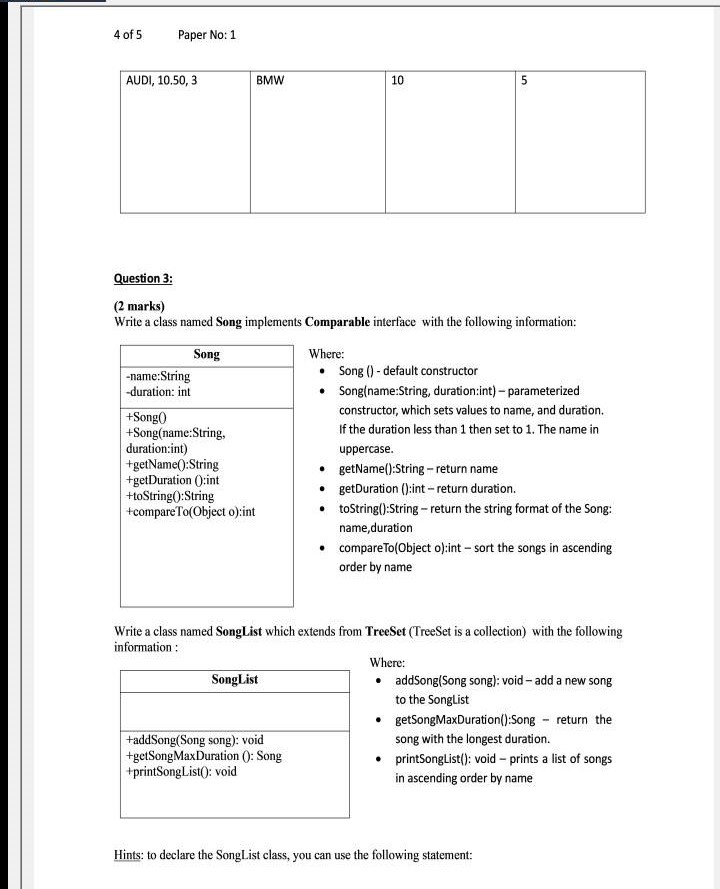 4 of 5 Paper No: 1
AUDI, 10.50, 3 BMW 10 5
Question 3:
(2 marks)
Write a class named Song implements Comparable interface with the following information:
Song
-name:String
-duration: int
+Song()
+Song(name:String,
duration:int)
+getName():String
+getDuration ():int
+toString():String
+compareTo(Object o):int
Where:
• Song () - default constructor
• Song(name:String, duration:int) – parameterized
constructor, which sets values to name, and duration.
If the duration less than 1 then set to 1. The name in
uppercase.
• getName():String – return name
• getDuration ():int – return duration.
• toString():String – return the string format of the Song:
name,duration
• compareTo(Object o):int – sort the songs in ascending
order by name
Write a class named SongList which extends from TreeSet (TreeSet is a collection) with the following
information :
SongList
+addSong(Song song): void
+getSongMaxDuration (): Song
+printSongList(): void
Where:
• addSong(Song song): void – add a new song
to the SongList
• getSongMaxDuration():Song – return the
song with the longest duration.
• printSongList(): void – prints a list of songs
in ascending order by name
Hints: to declare the SongList class, you can use the following statement: